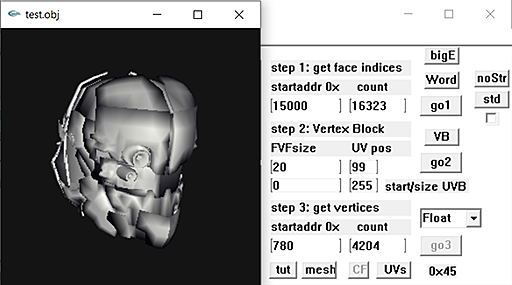 test.obj
bigE
step 1: get face indices
Word
noStr
startaddr 0x count
15000 16323
go1
std
step 2: Vertex Block
VB
FVFsize UV pos
20 99
go2
0 255 start/size UVB
step 3: get vertices
startaddr 0x count
Float
780 4204
go3
tut mesh CF UVs 0x45